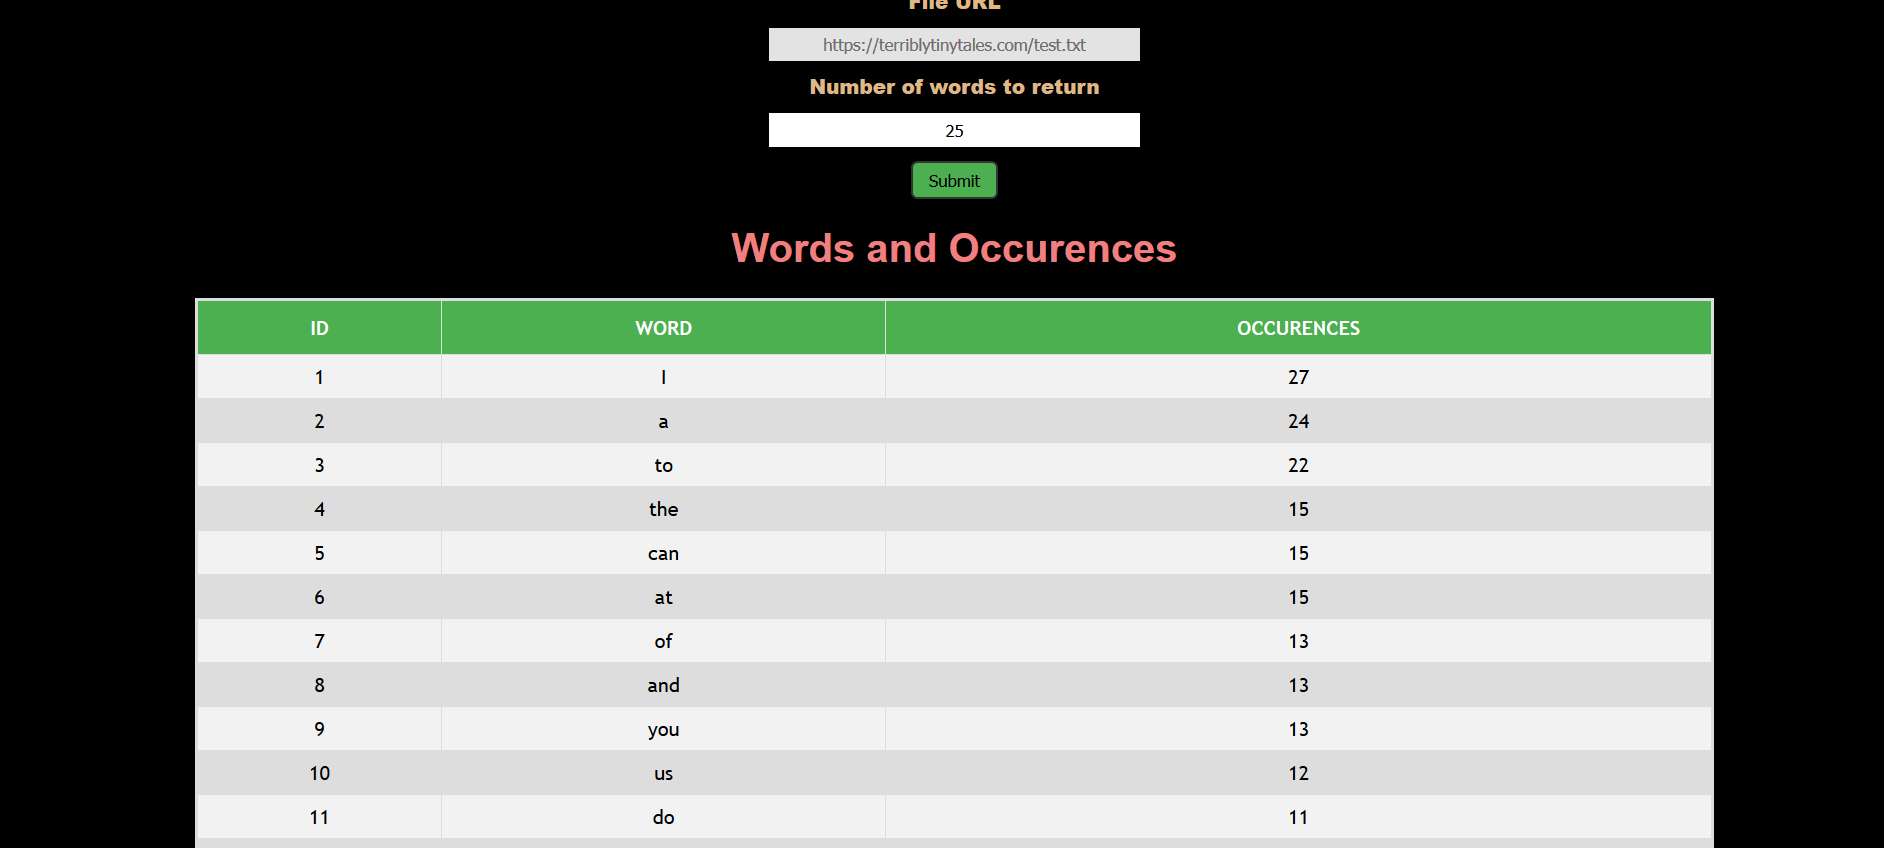 File URL
https://terriblytinytales.com/test.txt
Number of words to return
25
Submit
Words and Occurences
ID WORD OCCURENCES
1 I 27
2 a 24
3 to 22
4 the 15
5 can 15
6 at 15
7 of 13
8 and 13
9 you 13
10 us 12
11 do 11